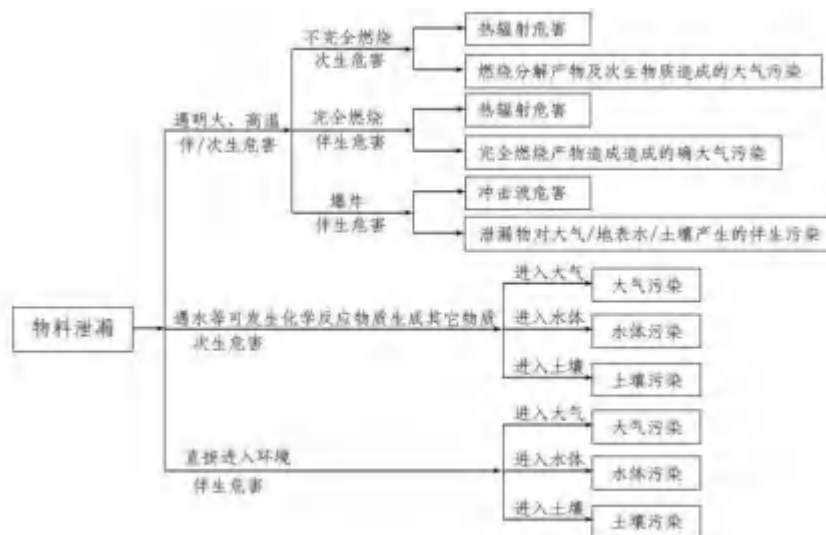 不完全燃烧
次生危害
热辐射危害
燃烧分解产物及次生物质造成的大气污染
遇明火、高温
伴/次生危害
完全燃烧
伴生危害
热辐射危害
完全燃烧产物造成造成的确大气污染
爆炸
伴生危害
冲击波危害
泄漏物对大气/地表水/土壤产生的伴生污染
物料泄漏
遇水等可发生化学反应物质生成其它物质
次生危害
进入大气
大气污染
进入水体
水体污染
进入土壤
土壤污染
直接进入环境
伴生危害
进入大气
大气污染
进入水体
水体污染
进入土壤
土壤污染